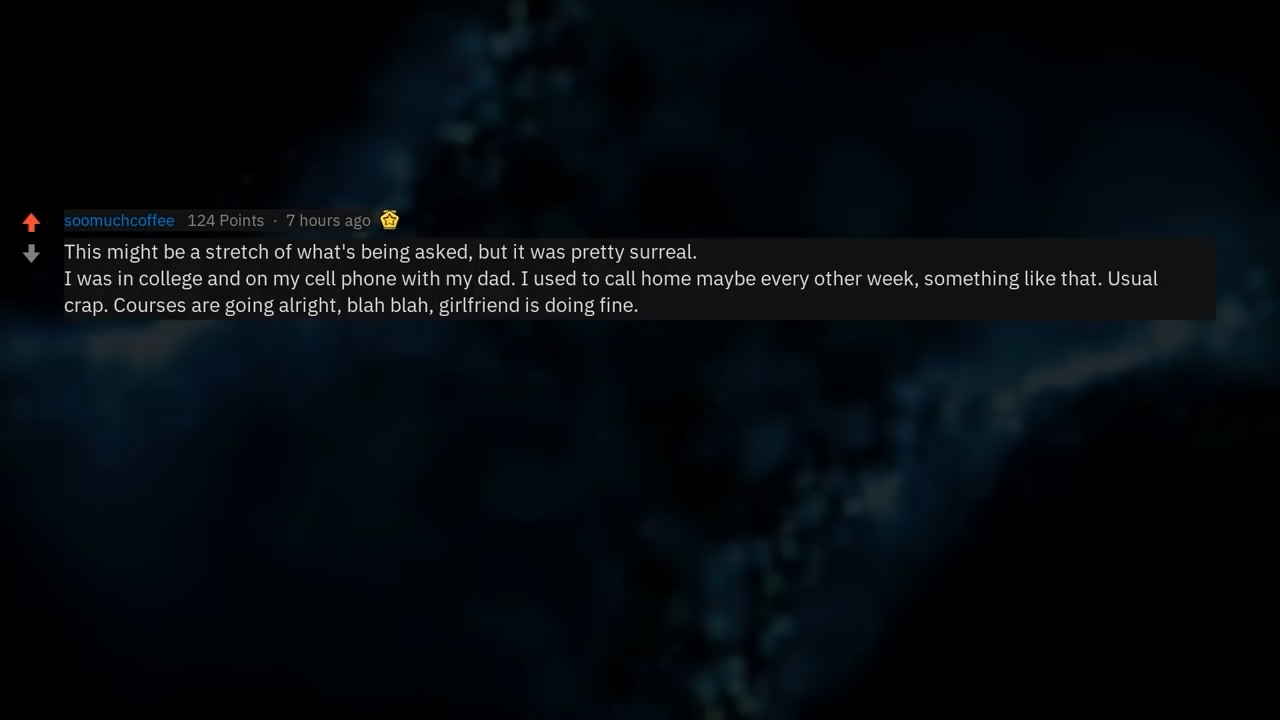 soomuchcoffee 124 Points · 7 hours ago
This might be a stretch of what's being asked, but it was pretty surreal.
I was in college and on my cell phone with my dad. I used to call home maybe every other week, something like that. Usual
crap. Courses are going alright, blah blah, girlfriend is doing fine.